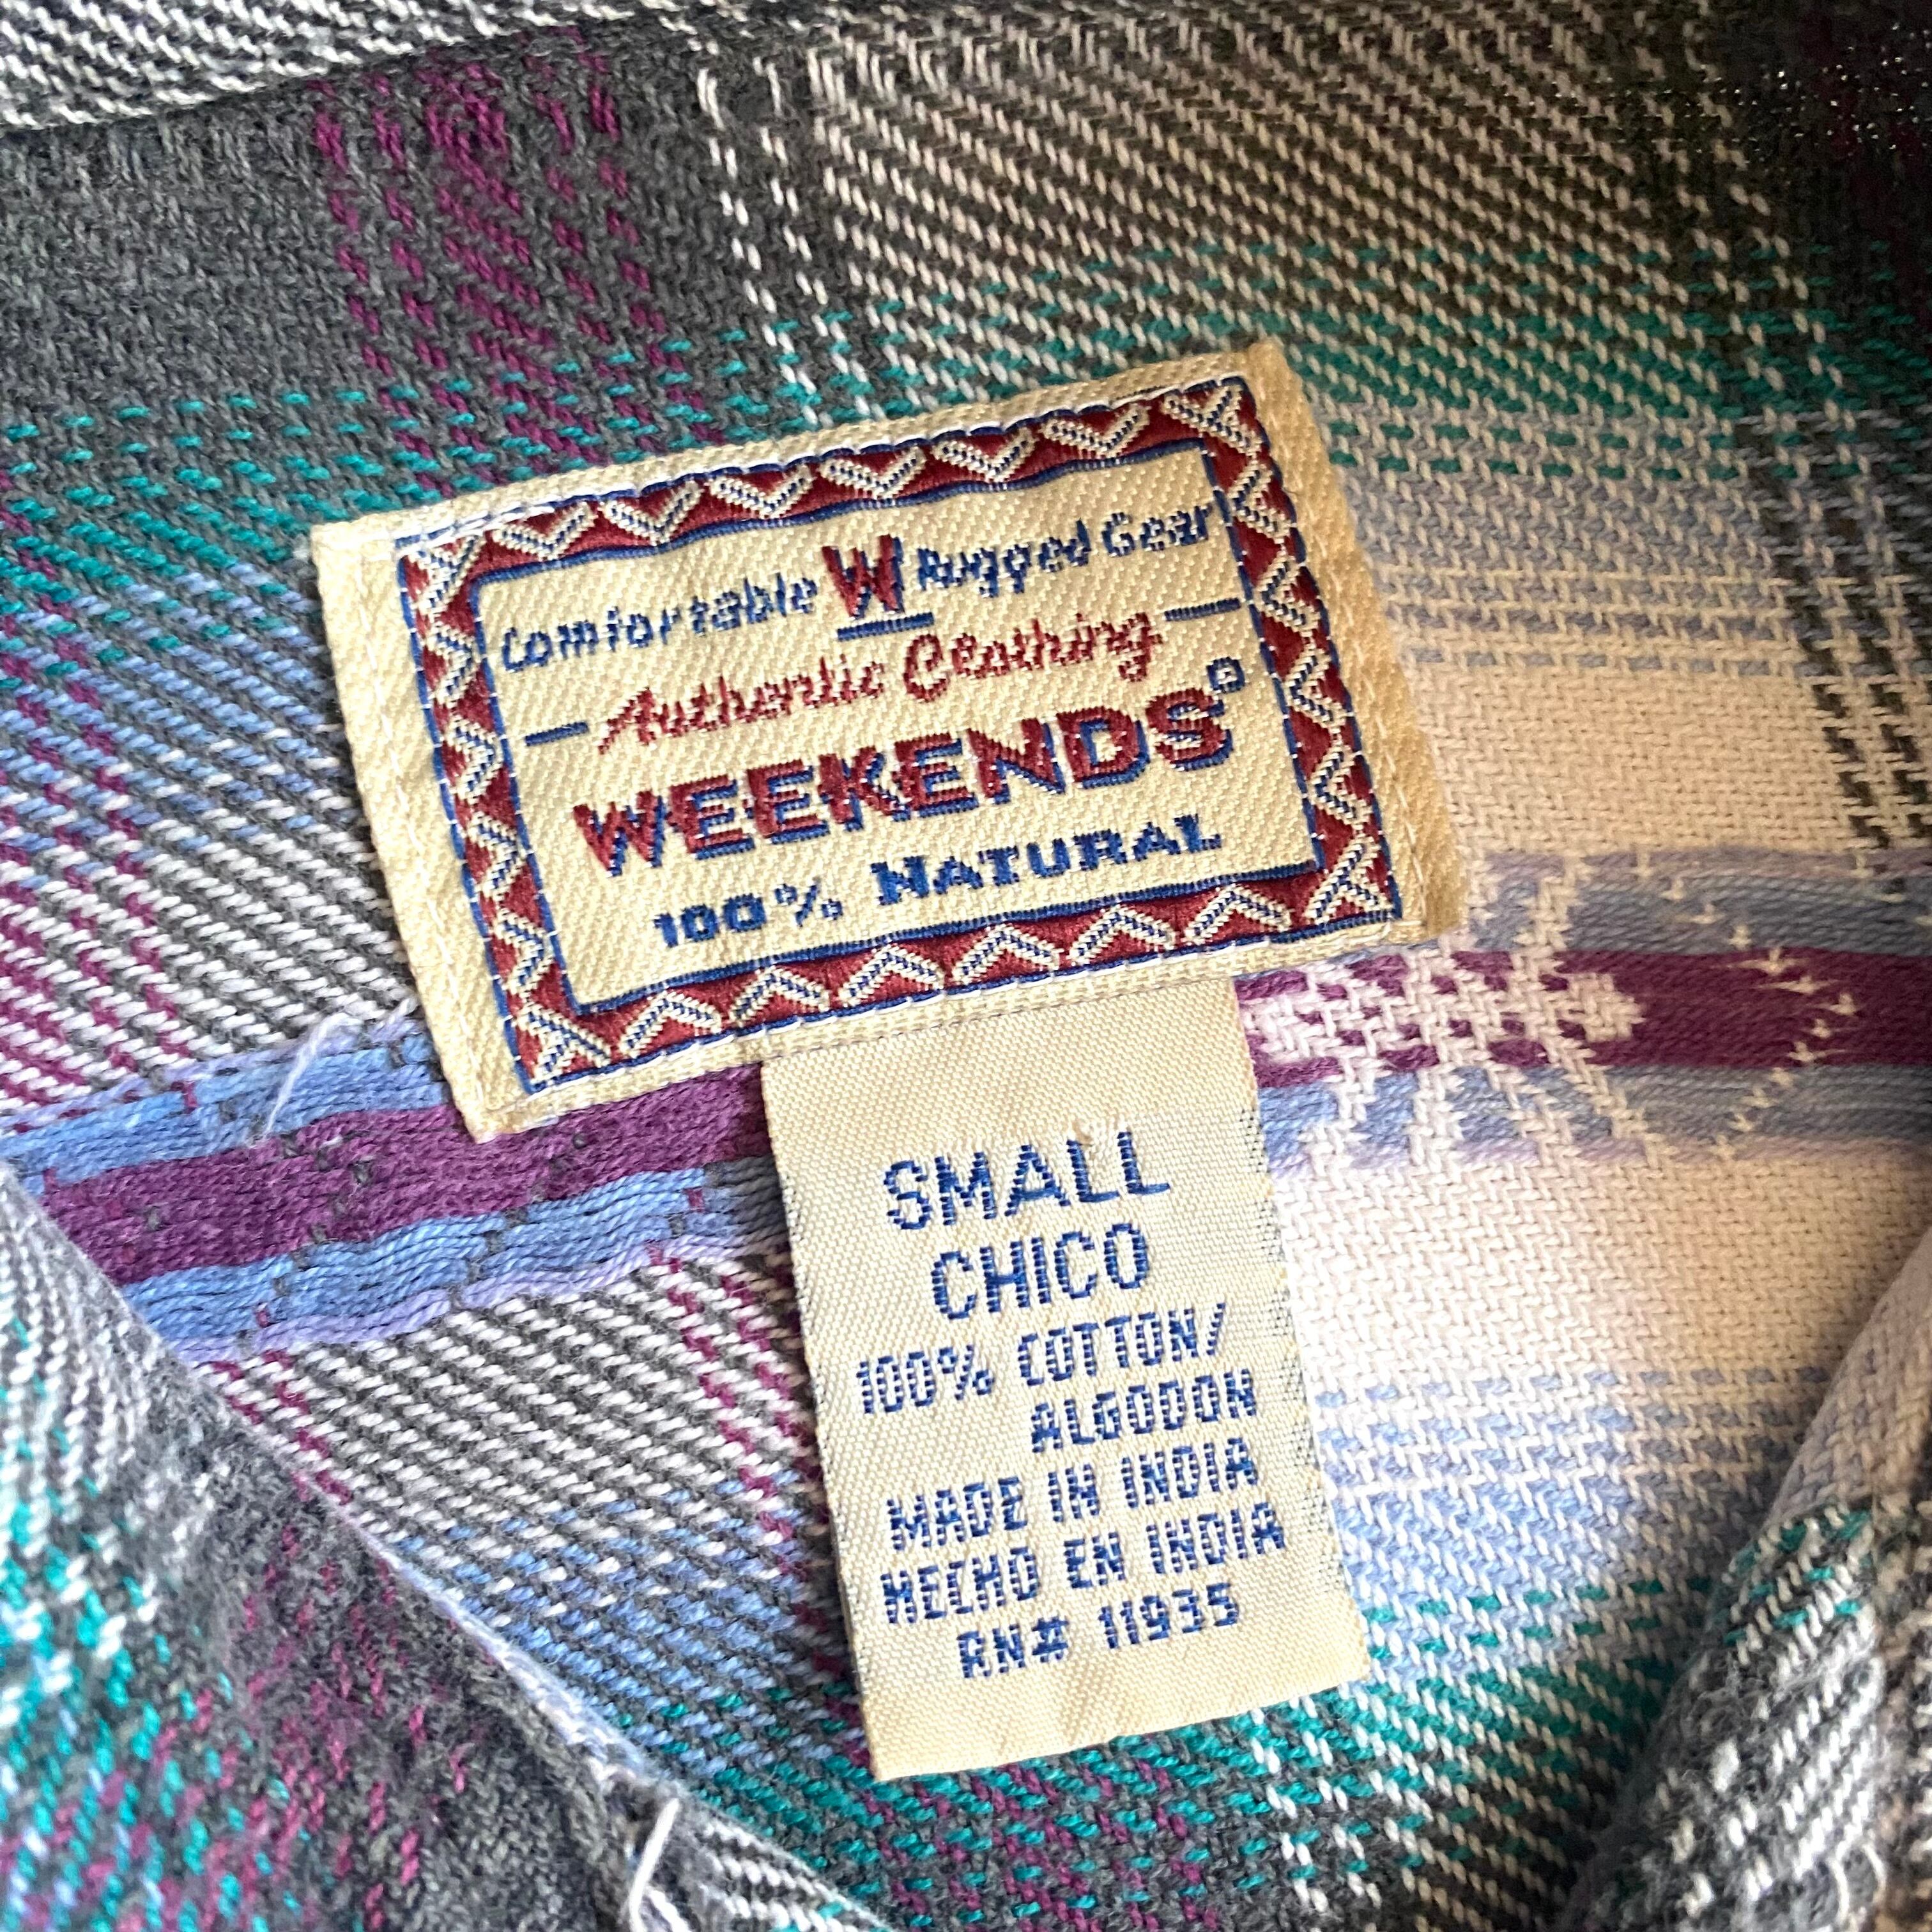 Comfortable W Rugged Gear
Authentic Clothing
WEEKENDS®
100% NATURAL
SMALL
CHICO
100% COTTON/
ALGODON
MADE IN INDIA
HECHO EN INDIA
RN# 11935